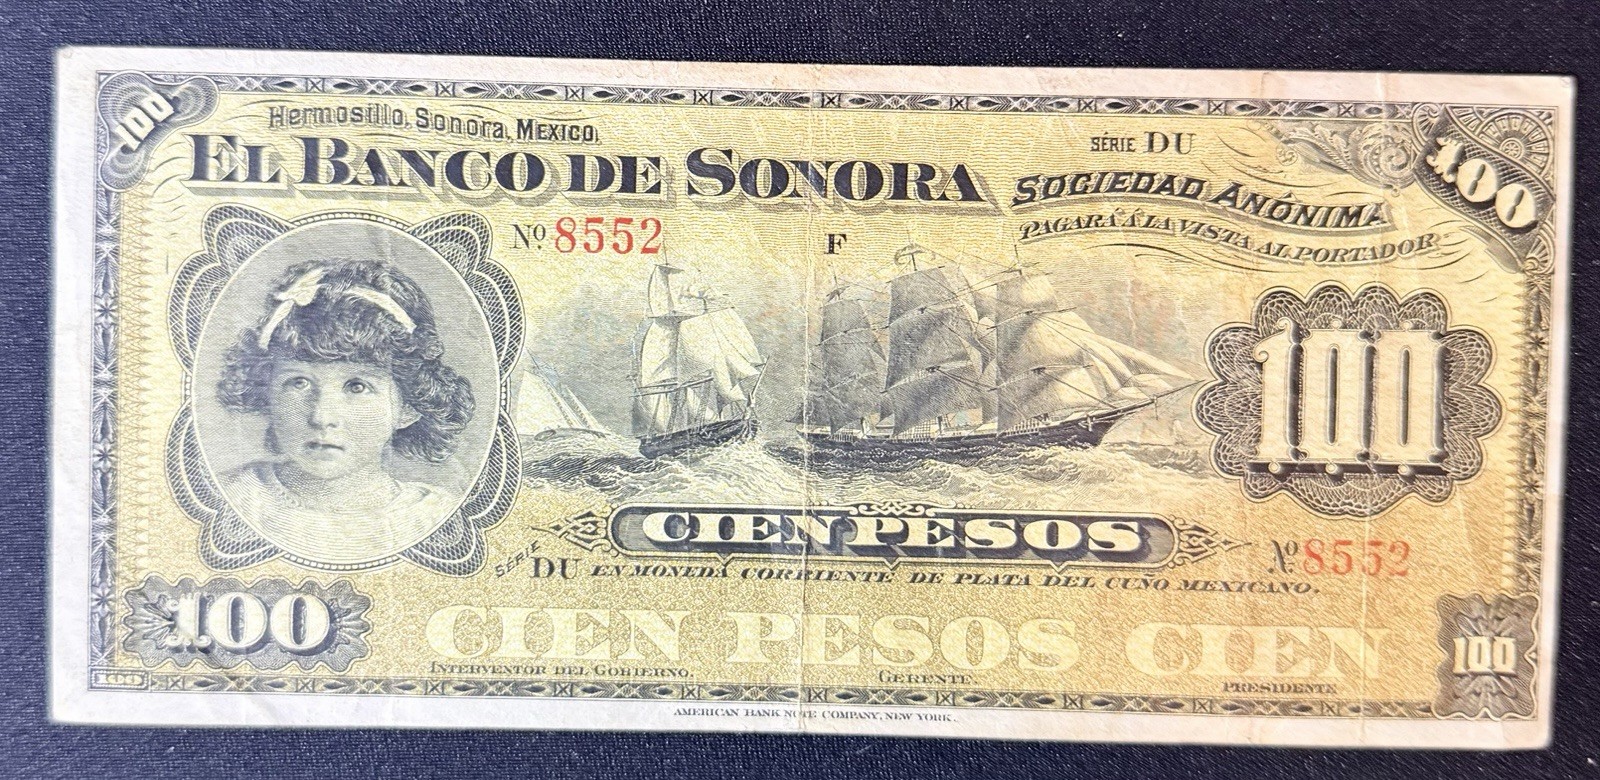 100
Hermosillo, Sonora, MEXICO,
EL BANCO DE SONORA
SÉRIE DU
100
SOCIEDAD ANÓNIMA
PAGARÁ Á LA VISTA AL PORTADOR
Nº 8552
F
100
CIEN PESOS
SÉRIE DU EN MONEDA CORRIENTE DE PLATA DEL CUÑO MEXICANO.
Nº 8552
100
CIEN PESOS CIEN
100
INTERVENTOR DEL GOBIERNO.
GERENTE.
PRESIDENTE
100
AMERICAN BANK NOTE COMPANY, NEW YORK.